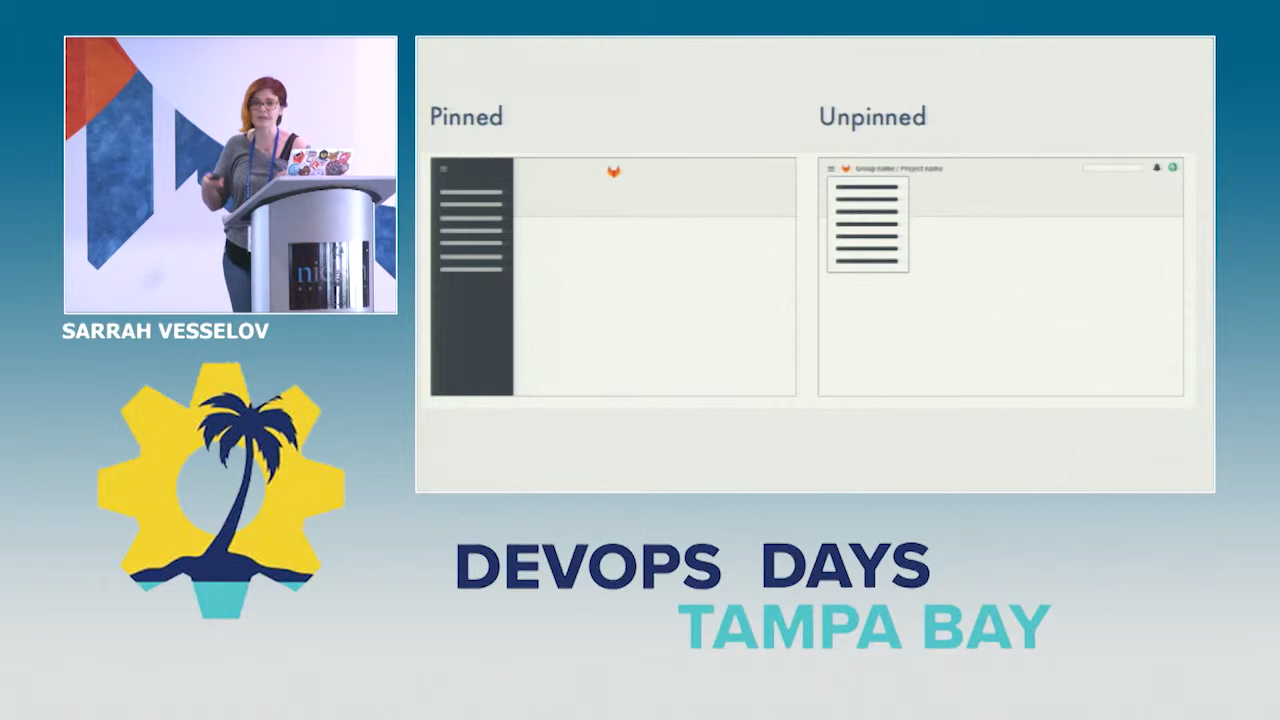 Pinned
Unpinned
Group name / Project name
SARRAH VESSELOV
DEVOPS DAYS
TAMPA BAY